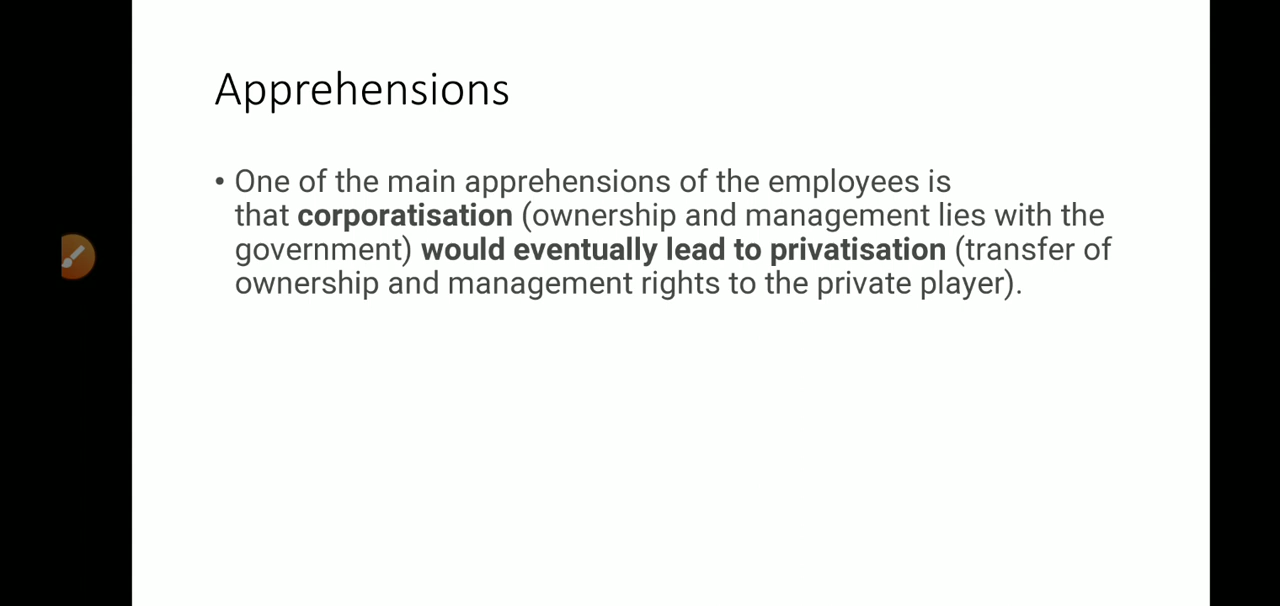 Apprehensions
• One of the main apprehensions of the employees is
that corporatisation (ownership and management lies with the
government) would eventually lead to privatisation (transfer of
ownership and management rights to the private player).